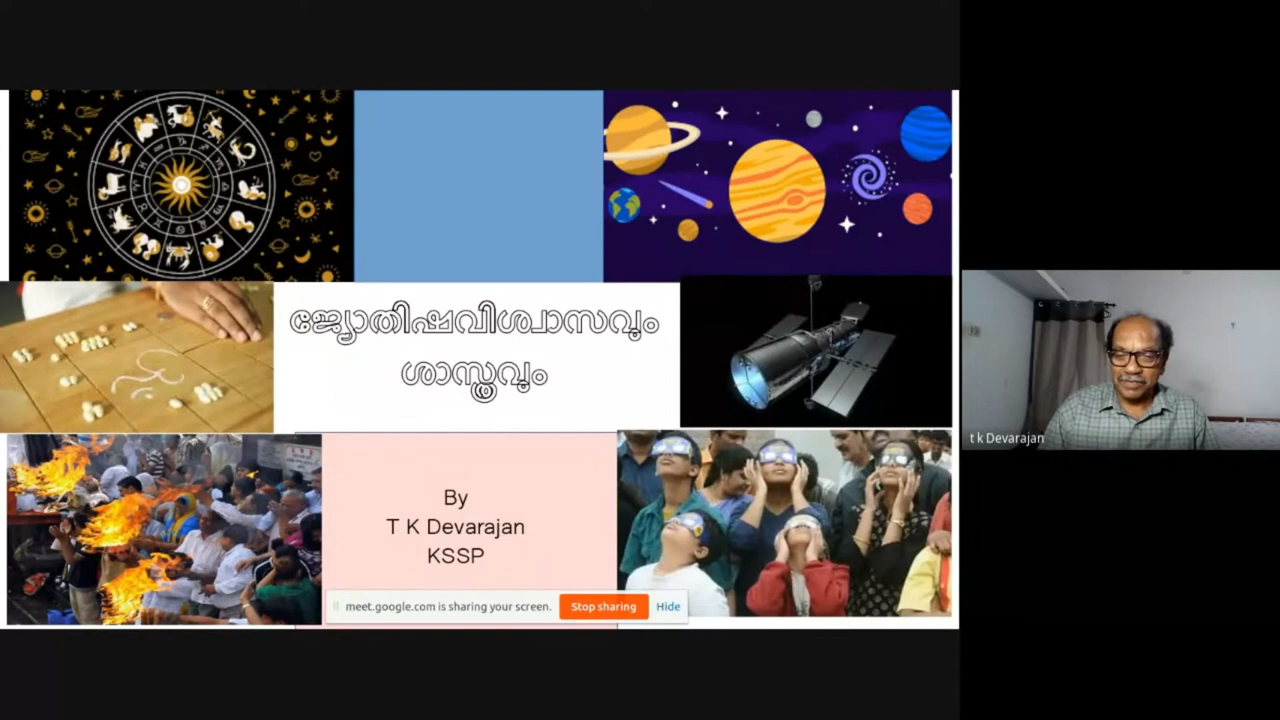 ജ്യോതിഷവിശ്വാസവും
ശാസ്ത്രവും
By
T K Devarajan
KSSP
meet.google.com is sharing your screen. Stop sharing Hide
t k Devarajan